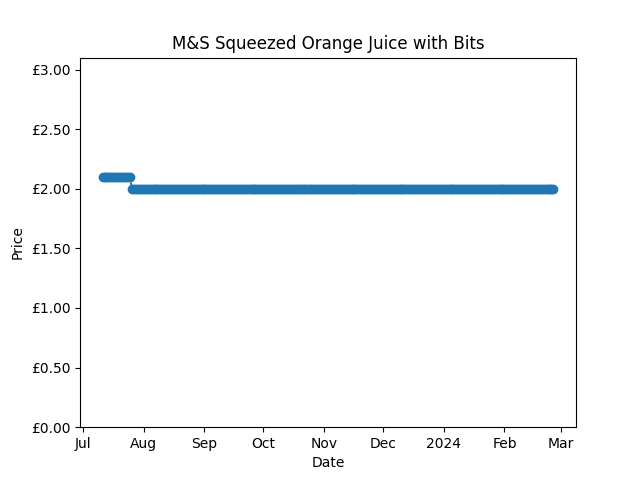 M&S Squeezed Orange Juice with Bits
£3.00
£2.50
£2.00
£1.50
£1.00
£0.50
£0.00
Price
Jul Aug Sep Oct Nov Dec 2024 Feb Mar
Date